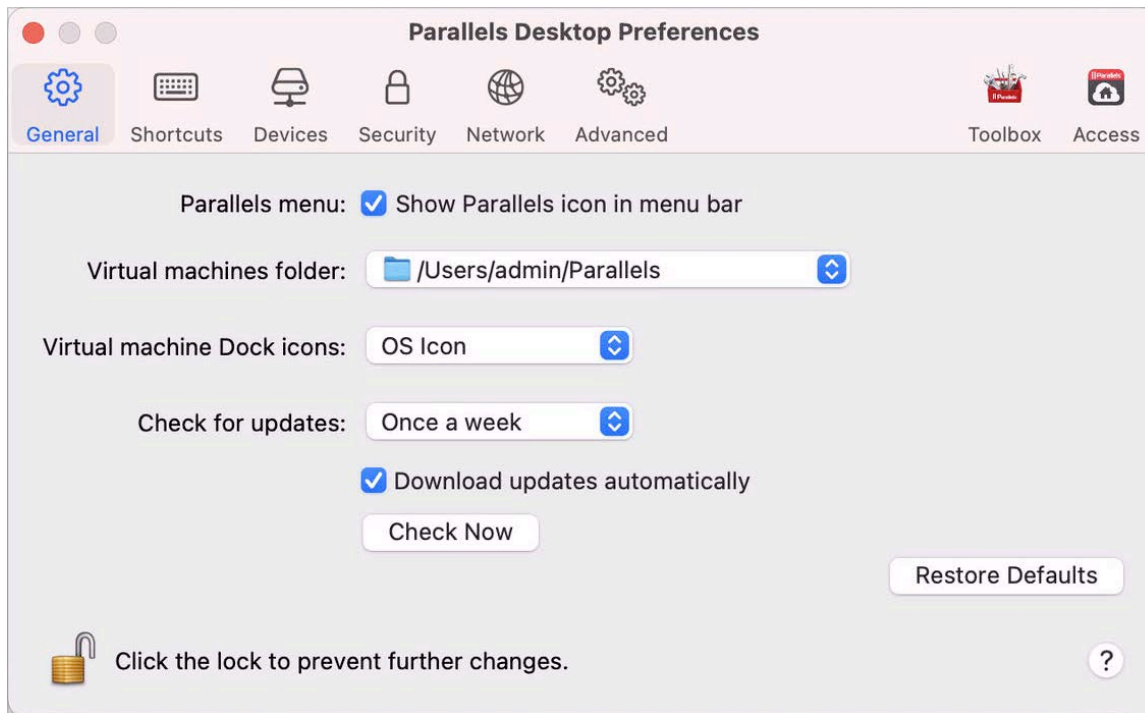 Parallels Desktop Preferences
General Shortcuts Devices Security Network Advanced Toolbox Access
Parallels menu: Show Parallels icon in menu bar
Virtual machines folder: /Users/admin/Parallels
Virtual machine Dock icons: OS Icon
Check for updates: Once a week
Download updates automatically
Check Now
Restore Defaults
Click the lock to prevent further changes. ?